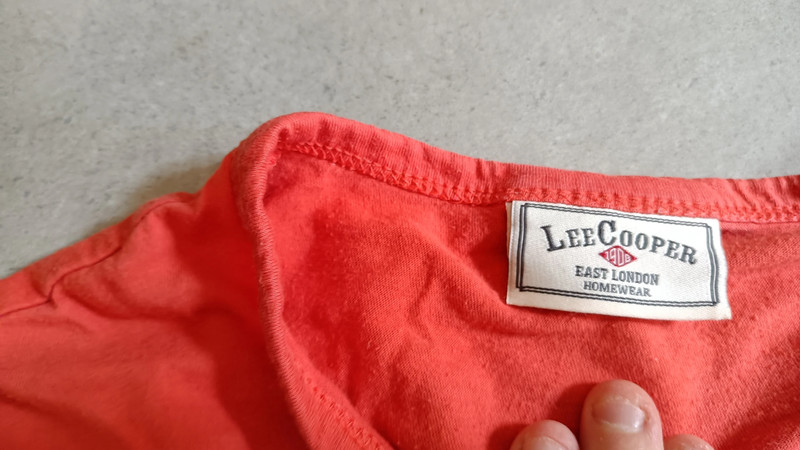 LEE COOPER
1908
EAST LONDON
HOMEWEAR